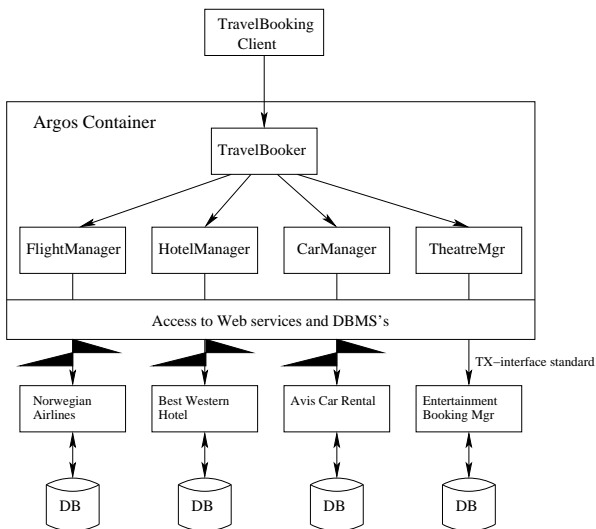 TravelBooking
Client
Argos Container
TravelBooker
FlightManager
HotelManager
CarManager
TheatreMgr
Access to Web services and DBMS's
TX−interface standard
Norwegian
Airlines
Best Western
Hotel
Avis Car Rental
Entertainment
Booking Mgr
DB
DB
DB
DB